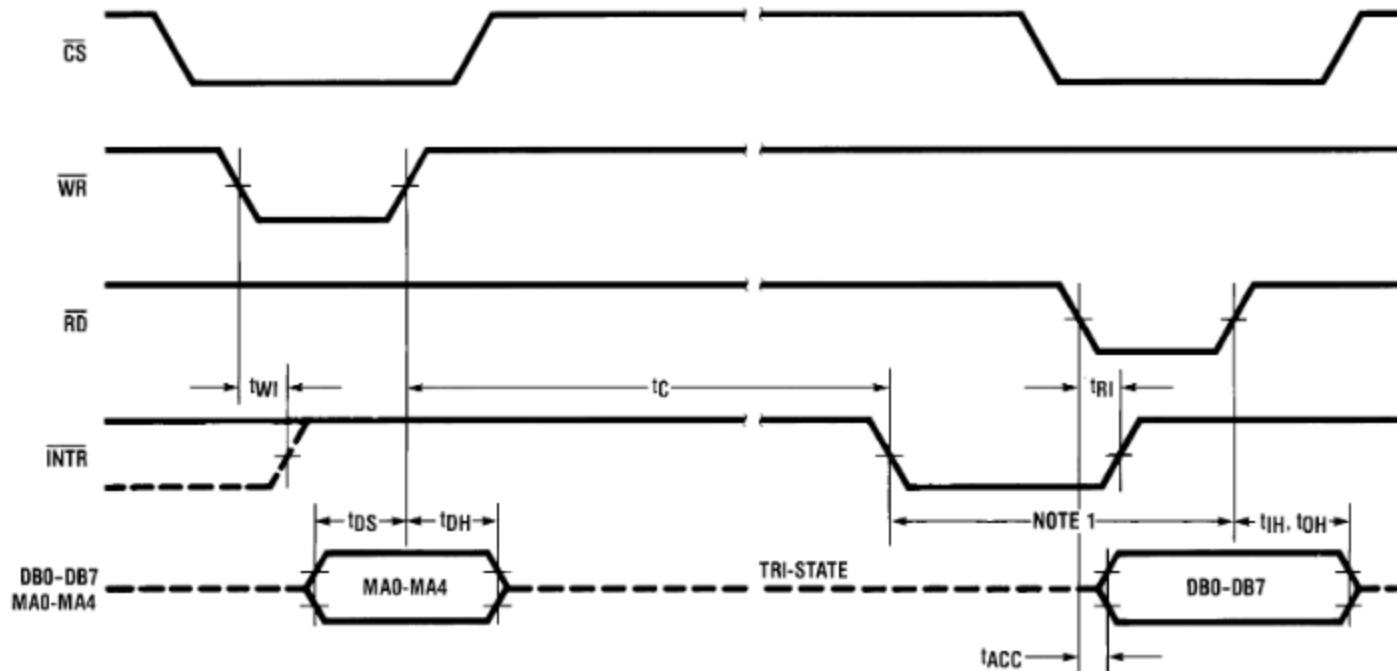 CS
WR
RD
tWI
tC
tRI
INTR
tDS
tDH
NOTE 1
tIH, tOH
DB0-DB7
MA0-MA4
MA0-MA4
TRI-STATE
DB0-DB7
tACC